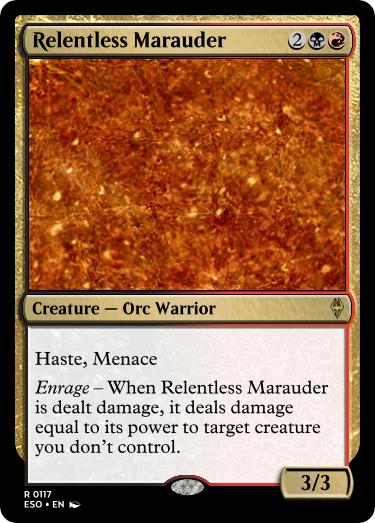 Relentless Marauder 2
Creature — Orc Warrior
Haste, Menace
Enrage – When Relentless Marauder
is dealt damage, it deals damage
equal to its power to target creature
you don't control.
3/3
R 0117
ESO • EN